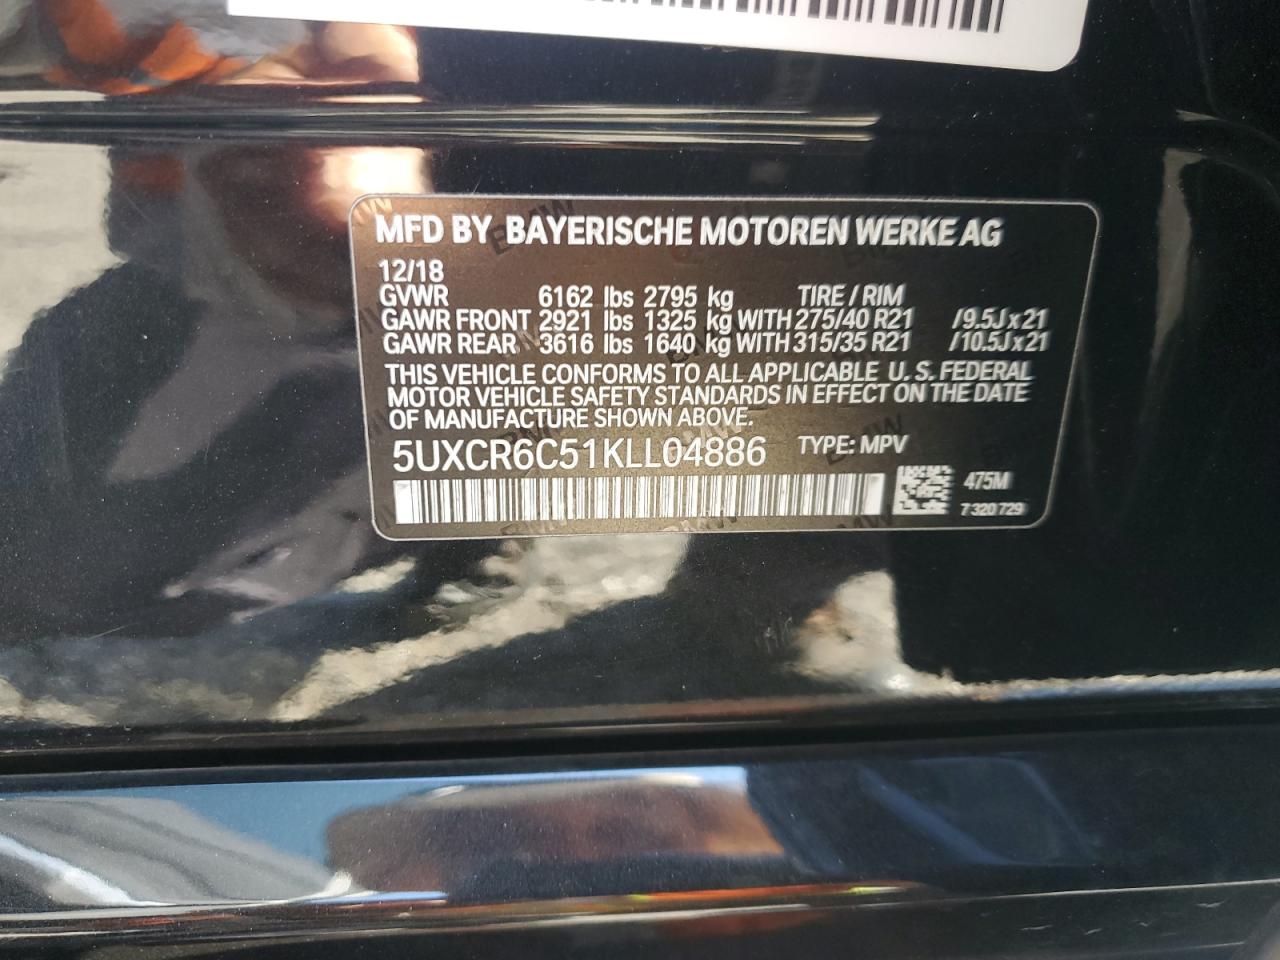 MFD BY BAYERISCHE MOTOREN WERKE AG
12/18
GVWR 6162 lbs 2795 kg TIRE / RIM
GAWR FRONT 2921 lbs 1325 kg WITH 275/40 R21 /9.5J x 21
GAWR REAR 3616 lbs 1640 kg WITH 315/35 R21 /10.5J x 21
THIS VEHICLE CONFORMS TO ALL APPLICABLE U. S. FEDERAL
MOTOR VEHICLE SAFETY STANDARDS IN EFFECT ON THE DATE
OF MANUFACTURE SHOWN ABOVE.
5UXCR6C51KLL04886 TYPE: MPV
475M
7 320 729